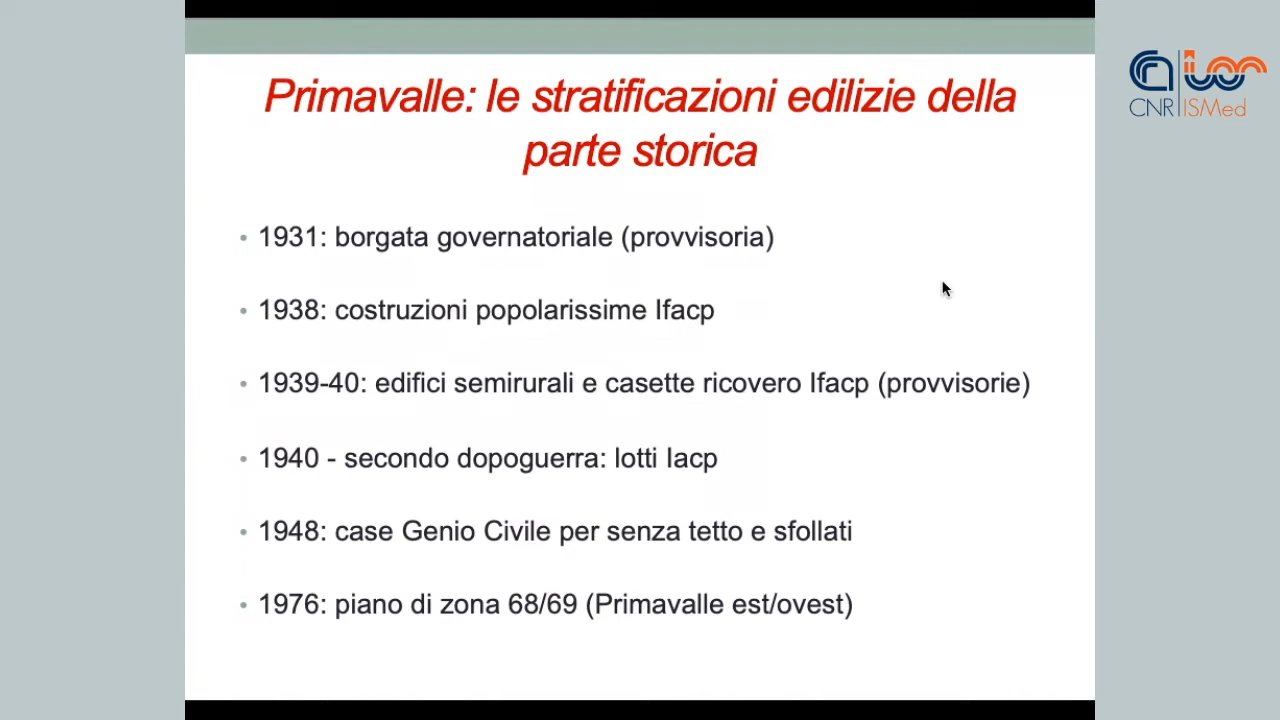 Primavalle: le stratificazioni edilizie della
parte storica
• 1931: borgata governatoriale (provvisoria)
• 1938: costruzioni popolarissime Ifacp
• 1939-40: edifici semirurali e casette ricovero Ifacp (provvisorie)
• 1940 - secondo dopoguerra: lotti Iacp
• 1948: case Genio Civile per senza tetto e sfollati
• 1976: piano di zona 68/69 (Primavalle est/ovest)
CNR|ISMed